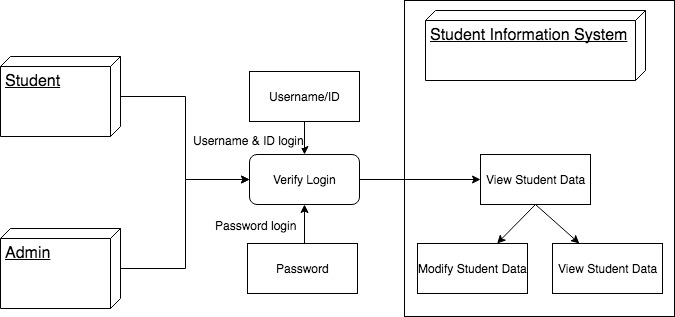 Student Information System
Student
Username/ID
Username & ID login
Verify Login
View Student Data
Password login
Admin
Password
Modify Student Data
View Student Data